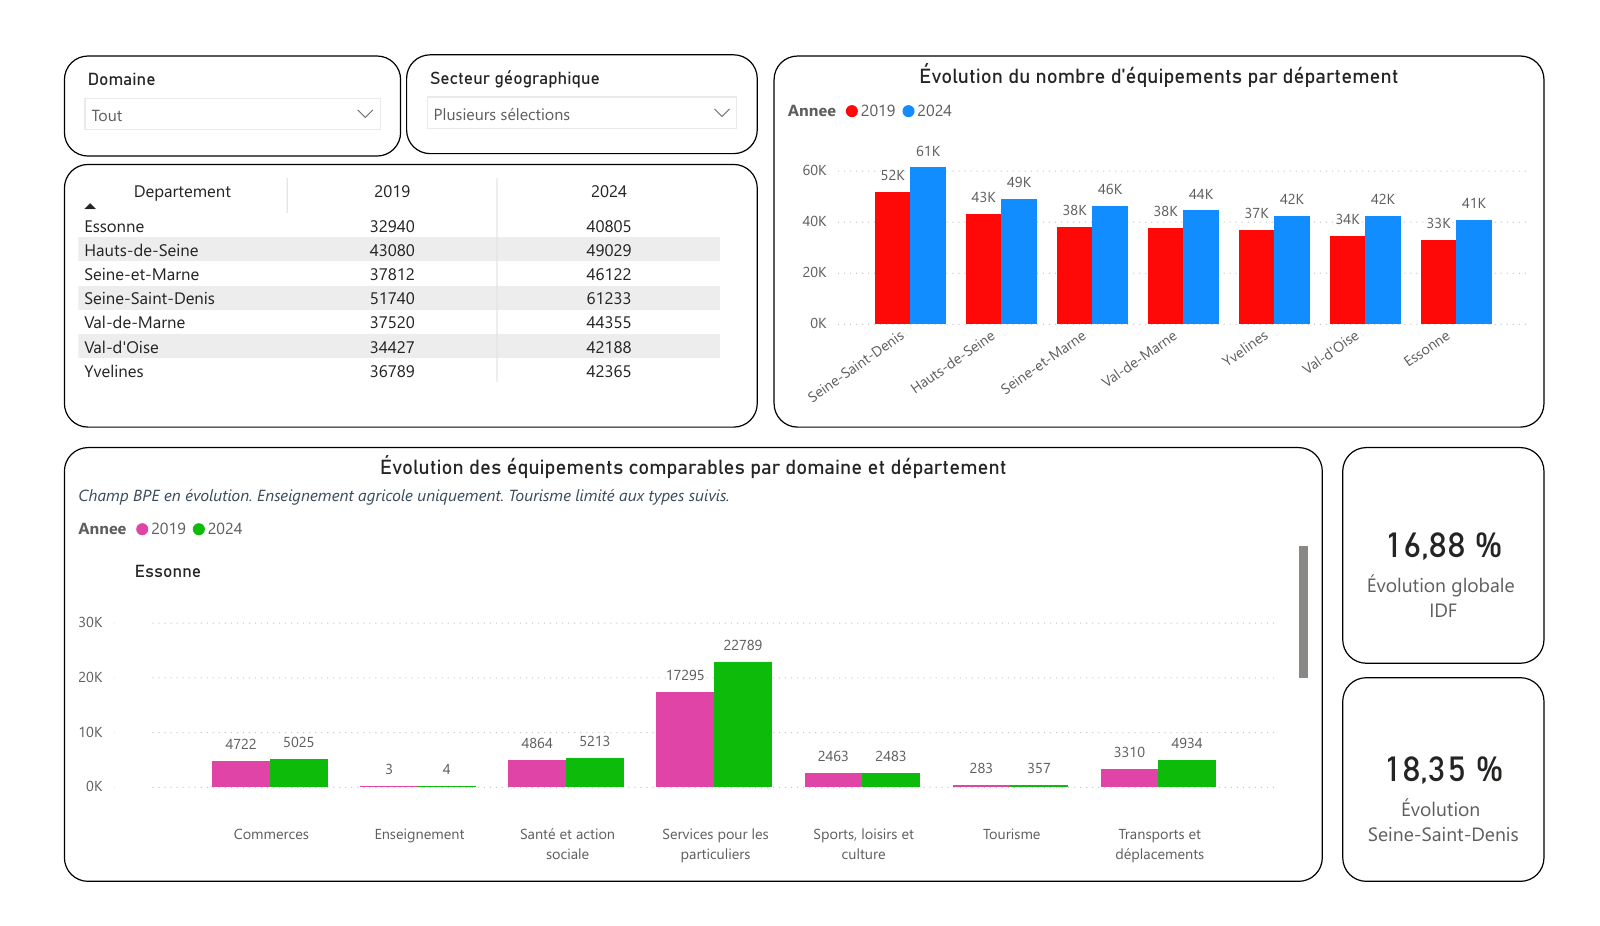 Domaine
Tout
Secteur géographique
Plusieurs sélections
Departement 2019 2024
Essonne 32940 40805
Hauts-de-Seine 43080 49029
Seine-et-Marne 37812 46122
Seine-Saint-Denis 51740 61233
Val-de-Marne 37520 44355
Val-d'Oise 34427 42188
Yvelines 36789 42365
Évolution du nombre d'équipements par département
Annee 2019 2024
60K
40K
20K
0K
52K 61K 43K 49K 38K 46K 38K 44K 37K 42K 34K 42K 33K 41K
Seine-Saint-Denis Hauts-de-Seine Seine-et-Marne Val-de-Marne Yvelines Val-d'Oise Essonne
Évolution des équipements comparables par domaine et département
Champ BPE en évolution. Enseignement agricole uniquement. Tourisme limité aux types suivis.
Annee 2019 2024
Essonne
30K
20K
10K
0K
4722 5025 3 4 4864 5213 17295 22789 2463 2483 283 357 3310 4934
Commerces
Enseignement
Santé et action
sociale
Services pour les
particuliers
Sports, loisirs et
culture
Tourisme
Transports et
déplacements
16,88 %
Évolution globale
IDF
18,35 %
Évolution
Seine-Saint-Denis